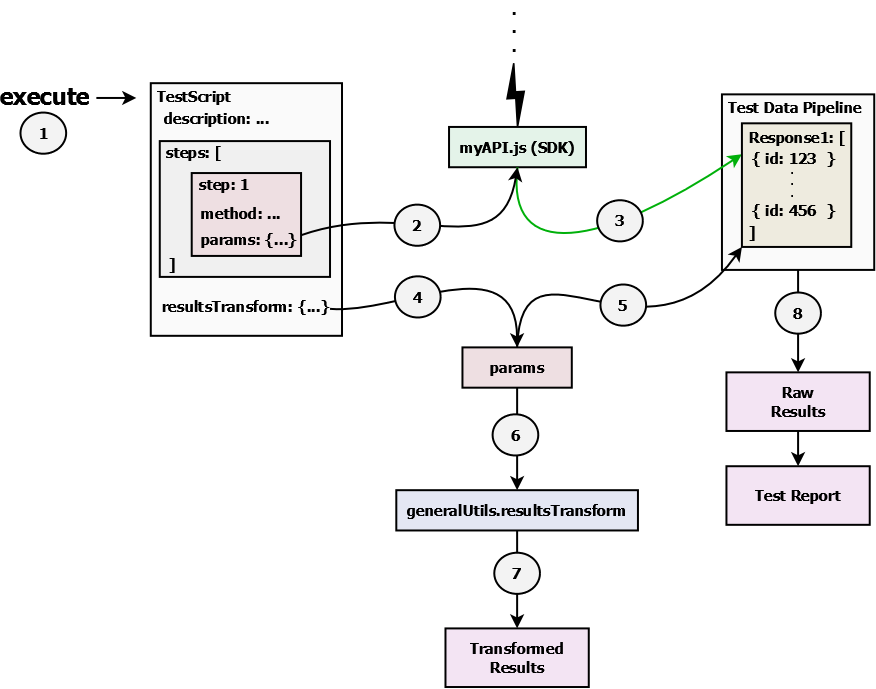 execute
1
TestScript
description: ...
steps: [
step: 1
method: ...
params: {...}
]
resultsTransform: {...}
2
myAPI.js (SDK)
3
Test Data Pipeline
Response1: [
{ id: 123 }
.
.
.
{ id: 456 }
]
4
5
params
6
generalUtils.resultsTransform
7
Transformed
Results
8
Raw
Results
Test Report